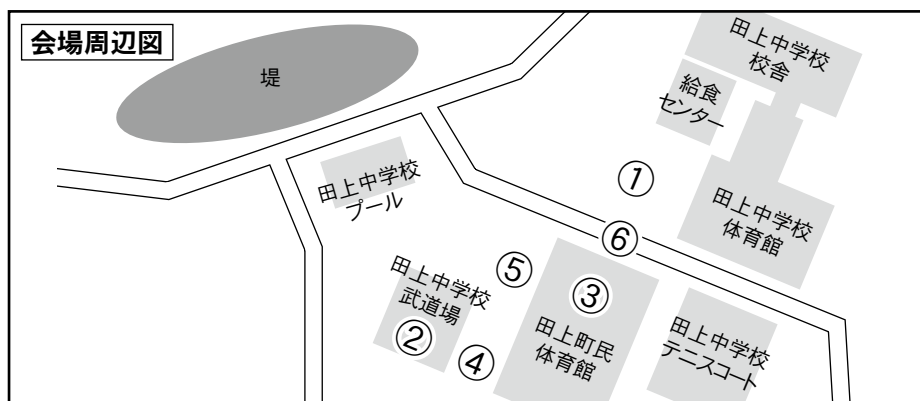 会場周辺図
堤
田上中学校
校舎
給食
センター
田上中学校
プール
①
田上中学校
体育館
⑥
⑤
③
田上中学校
武道場
②
④
田上町民
体育館
田上中学校
テニスコート